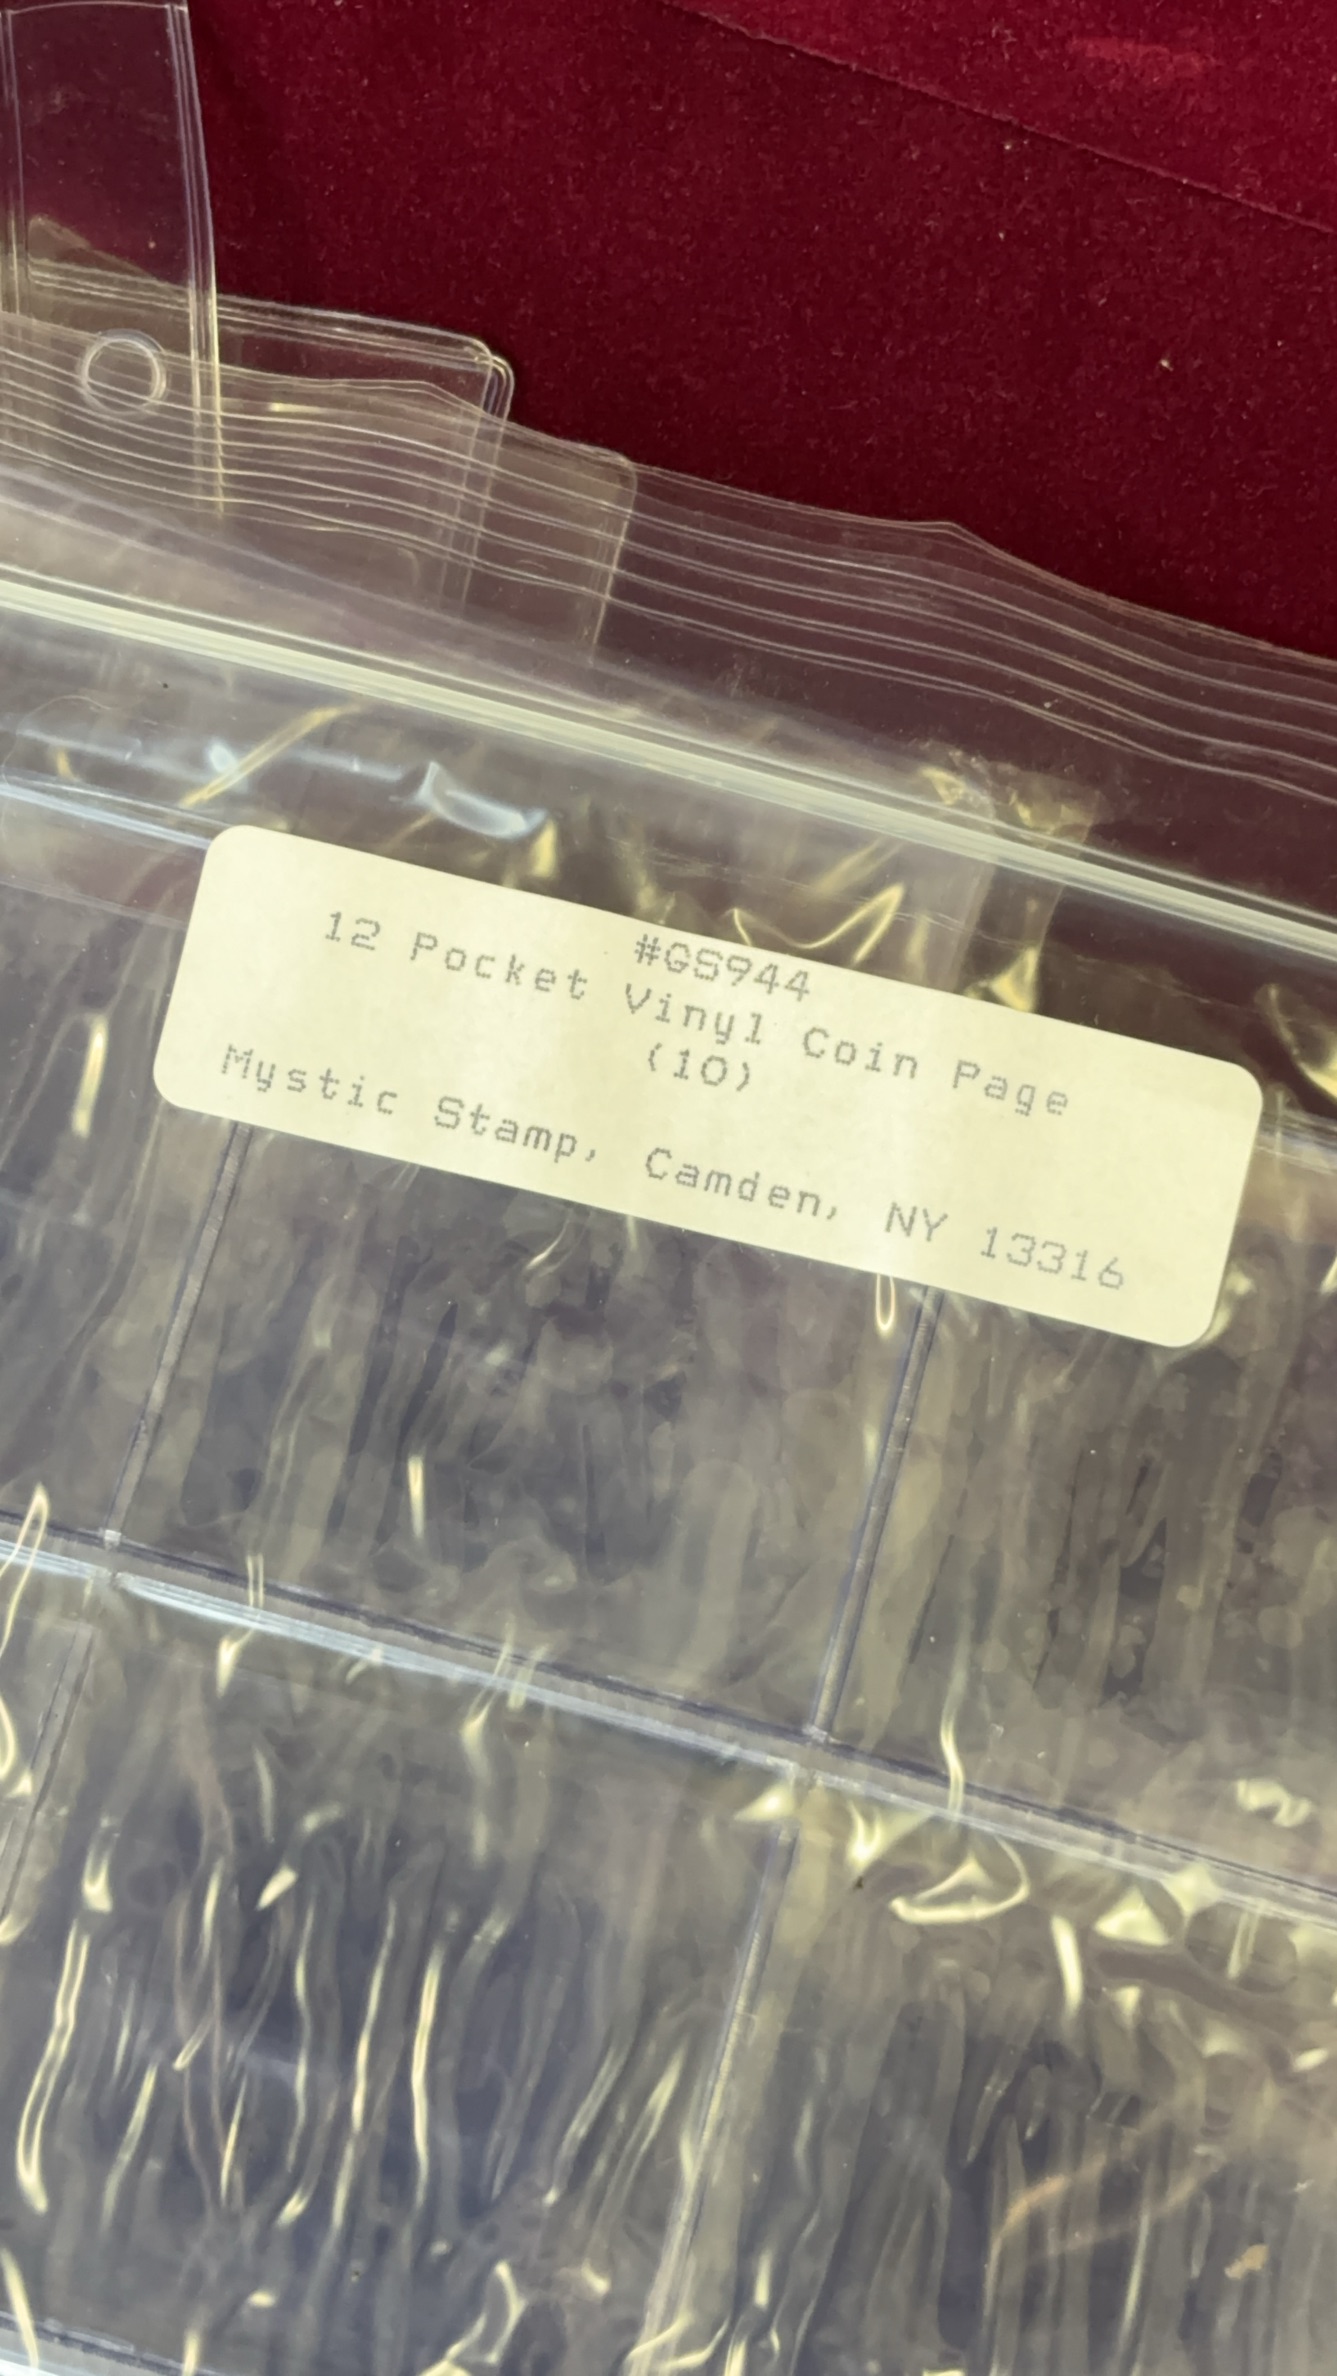 #GS944
12 Pocket Vinyl Coin Page
(10)
Mystic Stamp, Camden, NY 13316